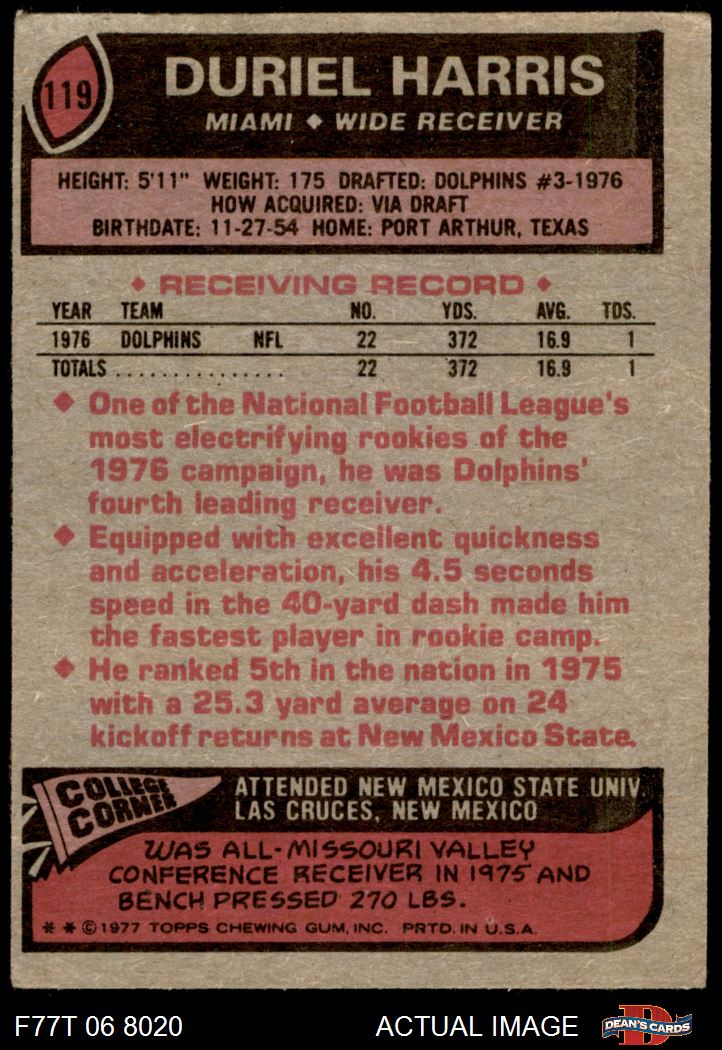 119
DURIEL HARRIS
MIAMI ◆ WIDE RECEIVER
HEIGHT: 5'11" WEIGHT: 175 DRAFTED: DOLPHINS #3-1976
HOW ACQUIRED: VIA DRAFT
BIRTHDATE: 11-27-54 HOME: PORT ARTHUR, TEXAS
◆ RECEIVING RECORD ◆
YEAR TEAM NO. YDS. AVG. TDS.
1976 DOLPHINS NFL 22 372 16.9 1
TOTALS . . . . . . . . . . . . . . . 22 372 16.9 1
◆ One of the National Football League's
most electrifying rookies of the
1976 campaign, he was Dolphins'
fourth leading receiver.
◆ Equipped with excellent quickness
and acceleration, his 4.5 seconds
speed in the 40-yard dash made him
the fastest player in rookie camp.
◆ He ranked 5th in the nation in 1975
with a 25.3 yard average on 24
kickoff returns at New Mexico State.
COLLEGE
CORNER
ATTENDED NEW MEXICO STATE UNIV.
LAS CRUCES, NEW MEXICO
WAS ALL-MISSOURI VALLEY
CONFERENCE RECEIVER IN 1975 AND
BENCH PRESSED 270 LBS.
* * © 1977 TOPPS CHEWING GUM, INC. PRTD. IN U.S.A.
F77T 06 8020 ACTUAL IMAGE
D
DEAN'S CARDS